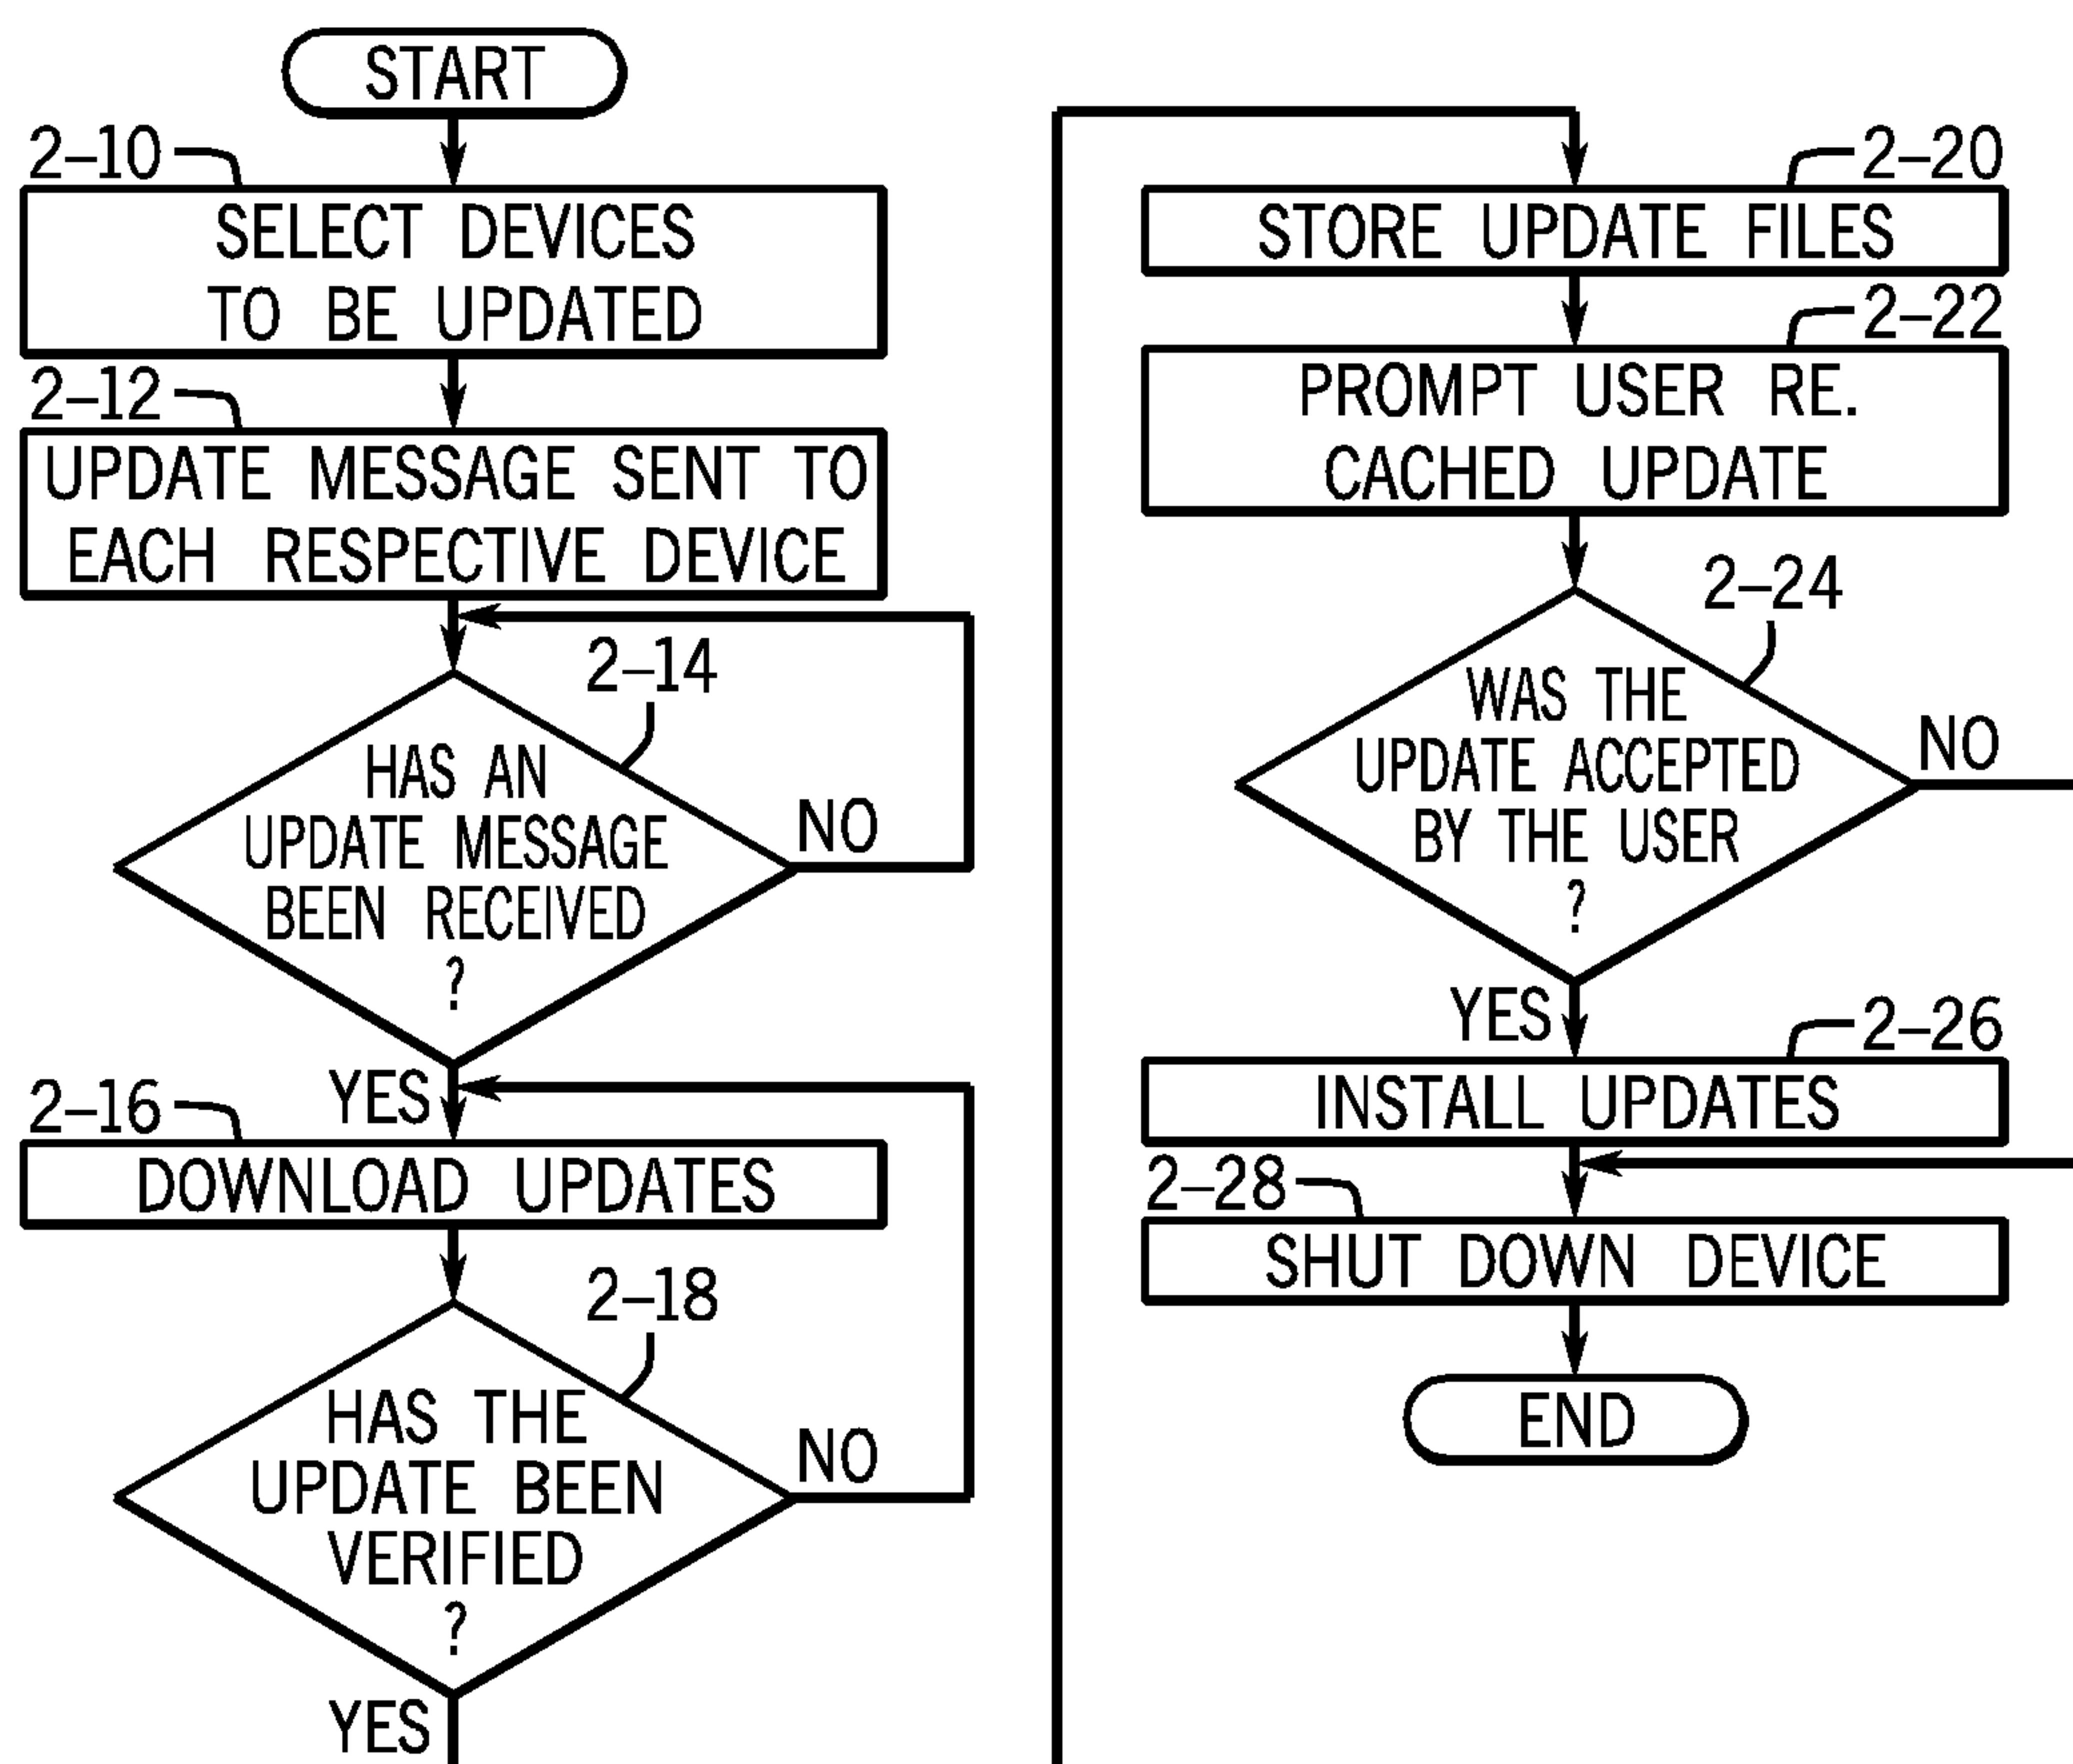 START
2-10
SELECT DEVICES
TO BE UPDATED
2-12
UPDATE MESSAGE SENT TO
EACH RESPECTIVE DEVICE
2-14
HAS AN
UPDATE MESSAGE
BEEN RECEIVED
?
NO
YES
2-16
DOWNLOAD UPDATES
2-18
HAS THE
UPDATE BEEN
VERIFIED
?
NO
YES
2-20
STORE UPDATE FILES
2-22
PROMPT USER RE.
CACHED UPDATE
2-24
WAS THE
UPDATE ACCEPTED
BY THE USER
?
NO
YES
2-26
INSTALL UPDATES
2-28
SHUT DOWN DEVICE
END